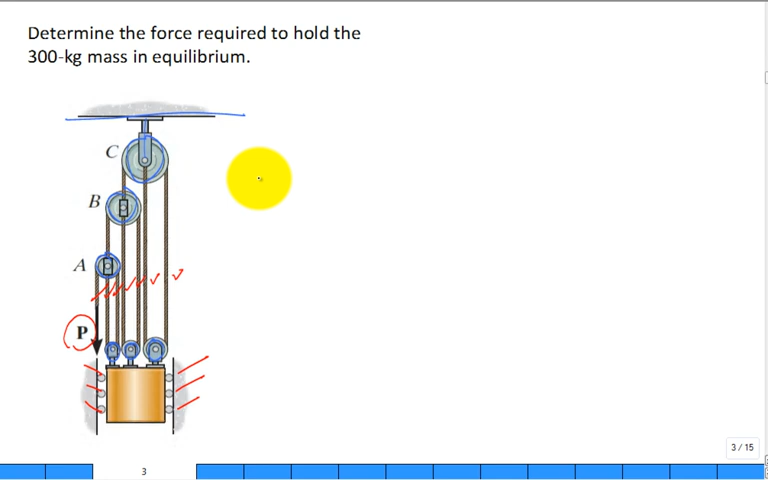 Determine the force required to hold the
300-kg mass in equilibrium.
C
B
A
P
3 / 15
3